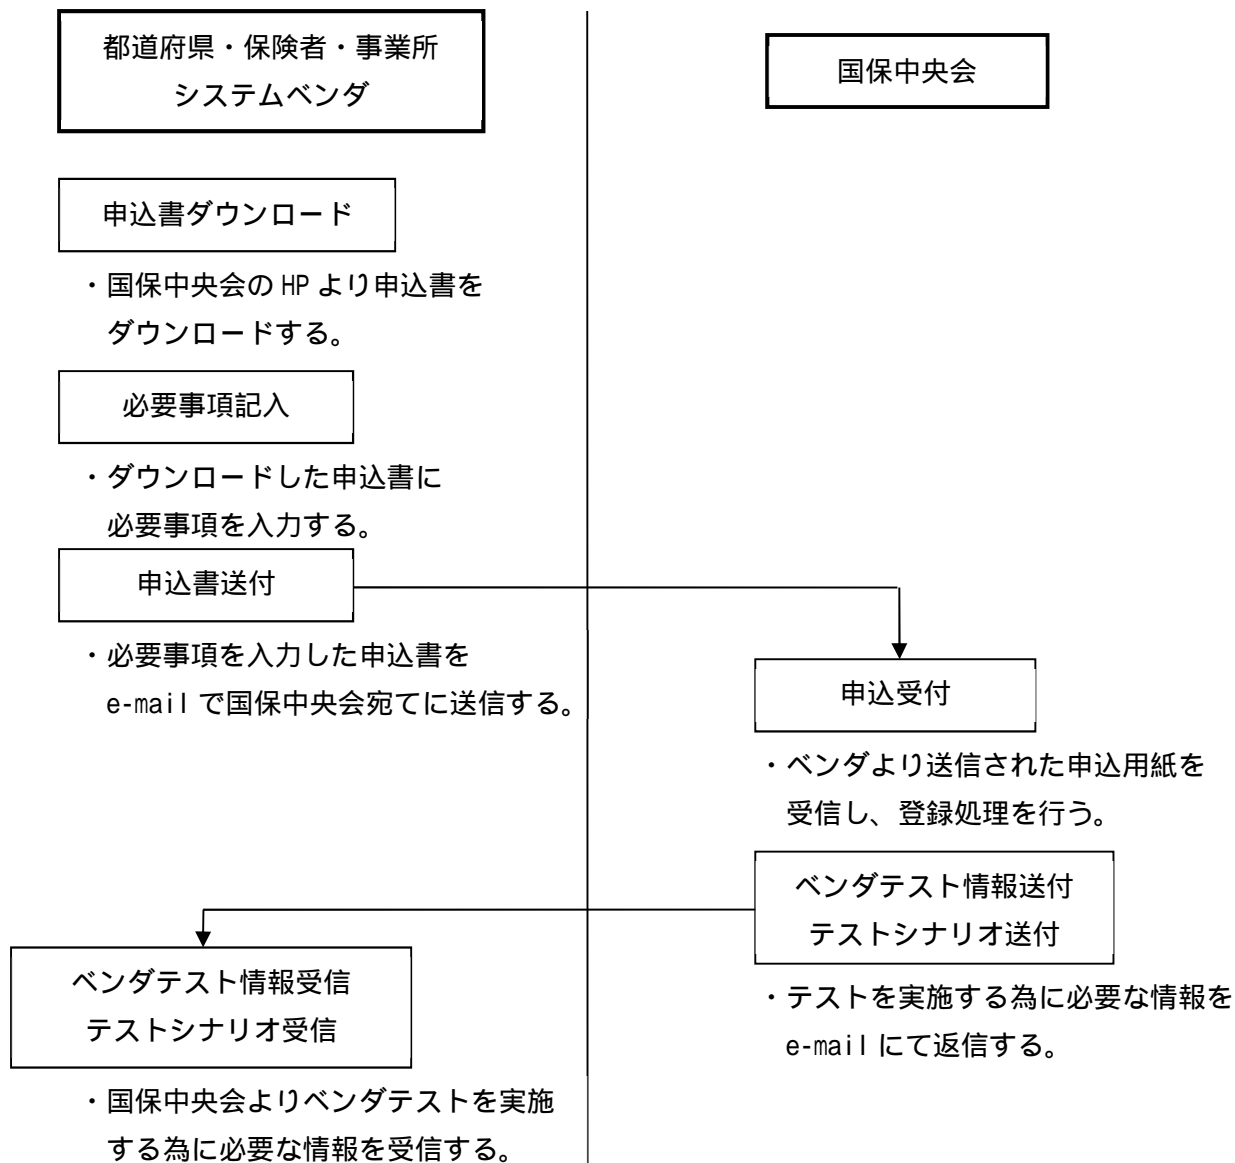 都道府県・保険者・事業所
システムベンダ
国保中央会
申込書ダウンロード
・国保中央会の HP より申込書を
ダウンロードする。
必要事項記入
・ダウンロードした申込書に
必要事項を入力する。
申込書送付
・必要事項を入力した申込書を
e-mail で国保中央会宛てに送信する。
申込受付
・ベンダより送信された申込用紙を
受信し、登録処理を行う。
ベンダテスト情報送付
テストシナリオ送付
・テストを実施する為に必要な情報を
e-mail にて返信する。
ベンダテスト情報受信
テストシナリオ受信
・国保中央会よりベンダテストを実施
する為に必要な情報を受信する。